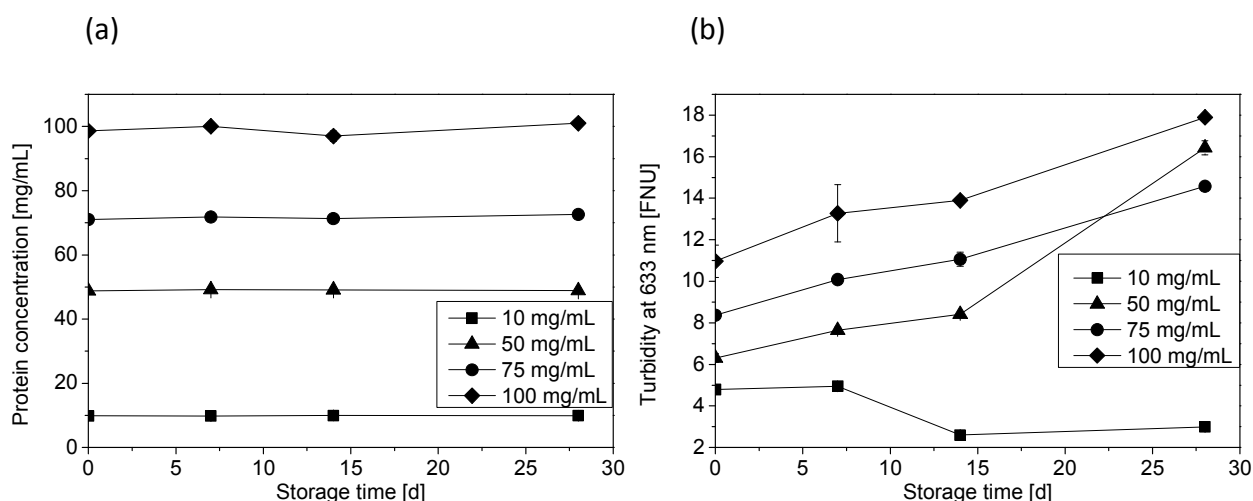 (a)
Protein concentration [mg/mL]
100
80
60
40
20
0
0 5 10 15 20 25 30
Storage time [d]
10 mg/mL
50 mg/mL
75 mg/mL
100 mg/mL
(b)
Turbidity at 633 nm [FNU]
18
16
14
12
10
8
6
4
2
0 5 10 15 20 25 30
Storage time [d]
10 mg/mL
50 mg/mL
75 mg/mL
100 mg/mL